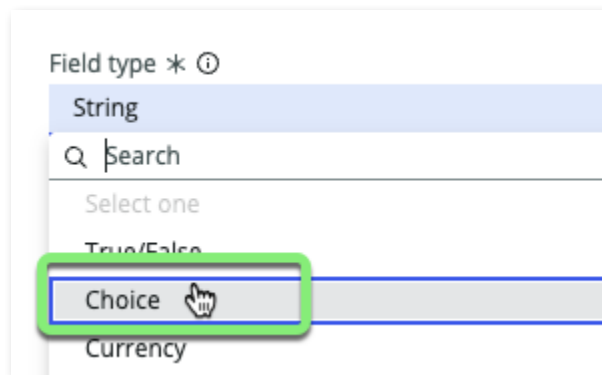 Field type *
String
Search
Select one
True/False
Choice
Currency